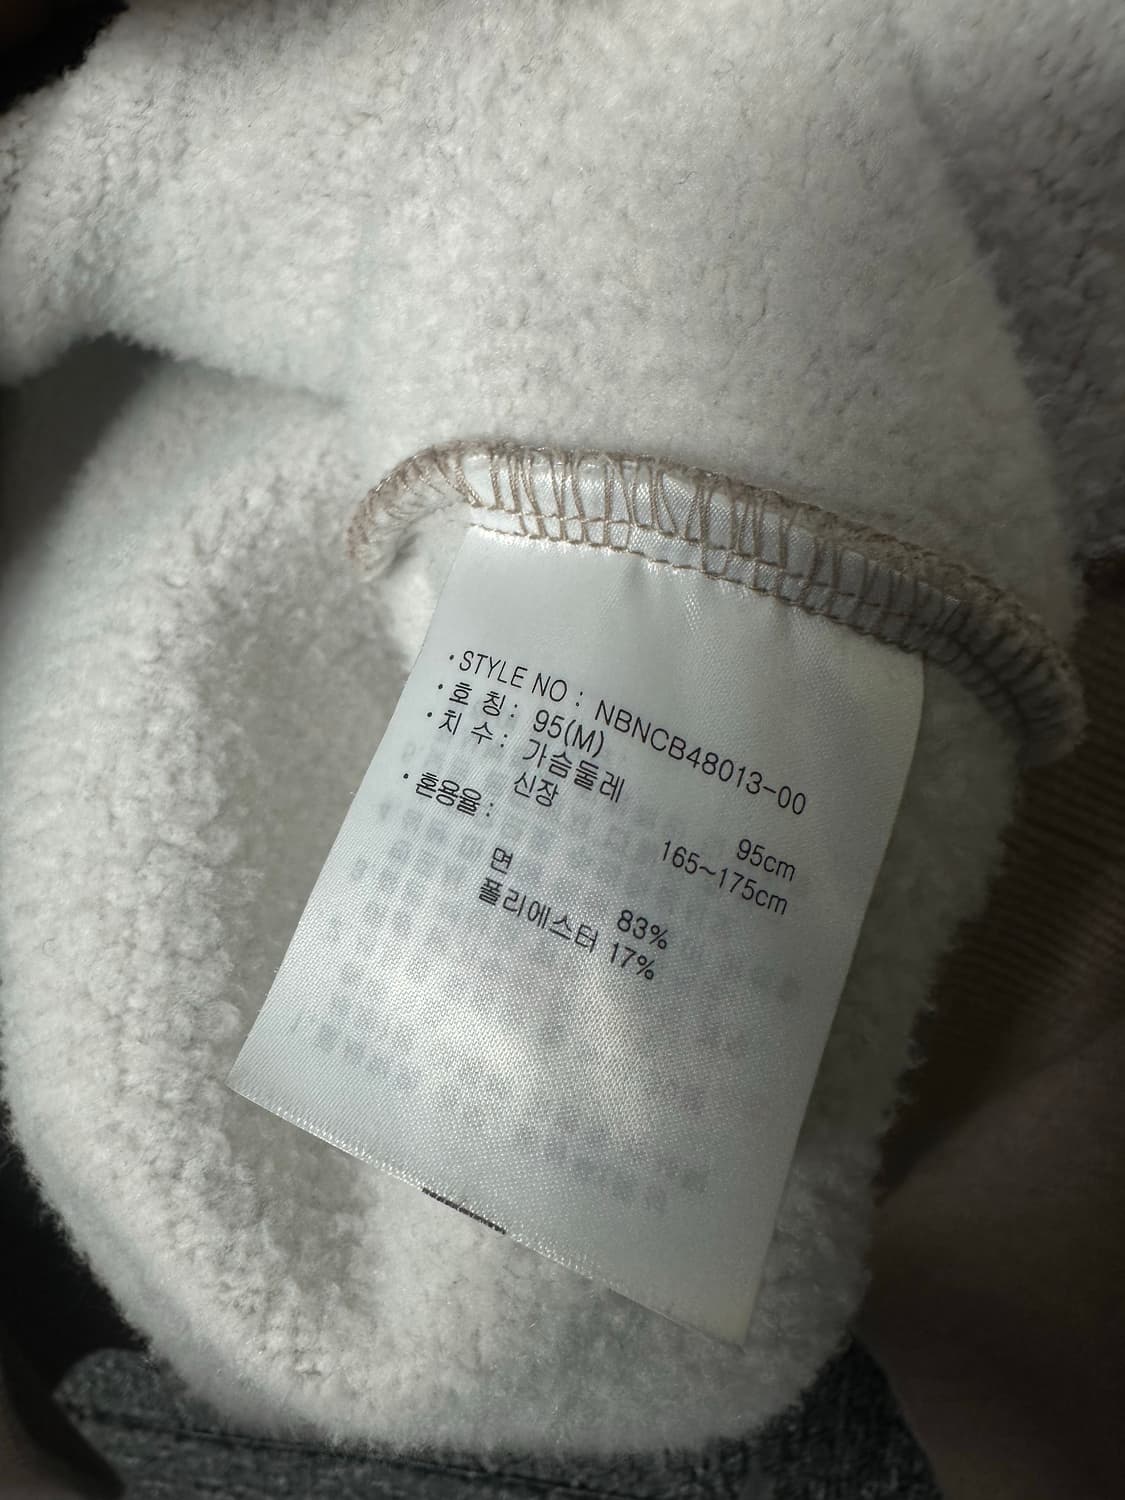 · STYLE NO : NBNCB48013-00
· 호 칭 : 95(M)
· 치 수 : 가슴둘레 95cm
신장 165~175cm
· 혼용율 :
면 83%
폴리에스터 17%